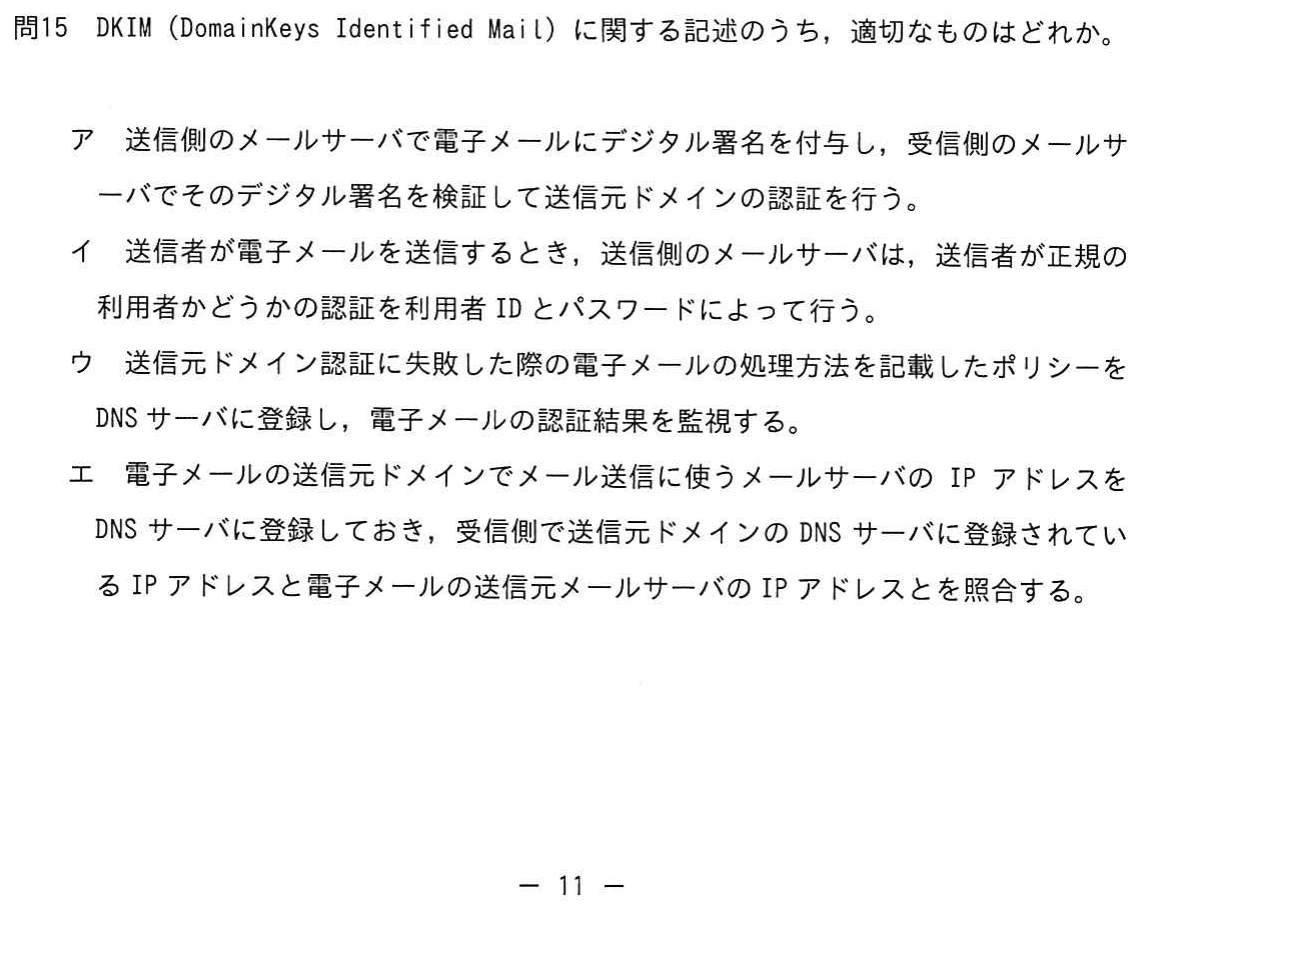 問15 DKIM (DomainKeys Identified Mail) に関する記述のうち，適切なものはどれか。
ア 送信側のメールサーバで電子メールにデジタル署名を付与し，受信側のメールサ
ーバでそのデジタル署名を検証して送信元ドメインの認証を行う。
イ 送信者が電子メールを送信するとき，送信側のメールサーバは，送信者が正規の
利用者かどうかの認証を利用者 ID とパスワードによって行う。
ウ 送信元ドメイン認証に失敗した際の電子メールの処理方法を記載したポリシーを
DNS サーバに登録し，電子メールの認証結果を監視する。
エ 電子メールの送信元ドメインでメール送信に使うメールサーバの IP アドレスを
DNS サーバに登録しておき，受信側で送信元ドメインの DNS サーバに登録されてい
る IP アドレスと電子メールの送信元メールサーバの IP アドレスとを照合する。
― 11 ―